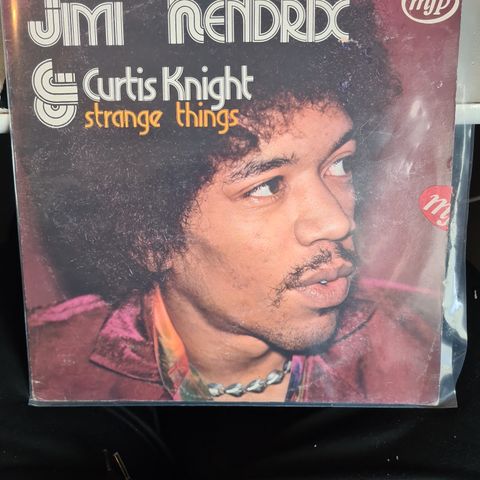 JIMI HENDRIX
mfp
& Curtis Knight
strange things
mfp